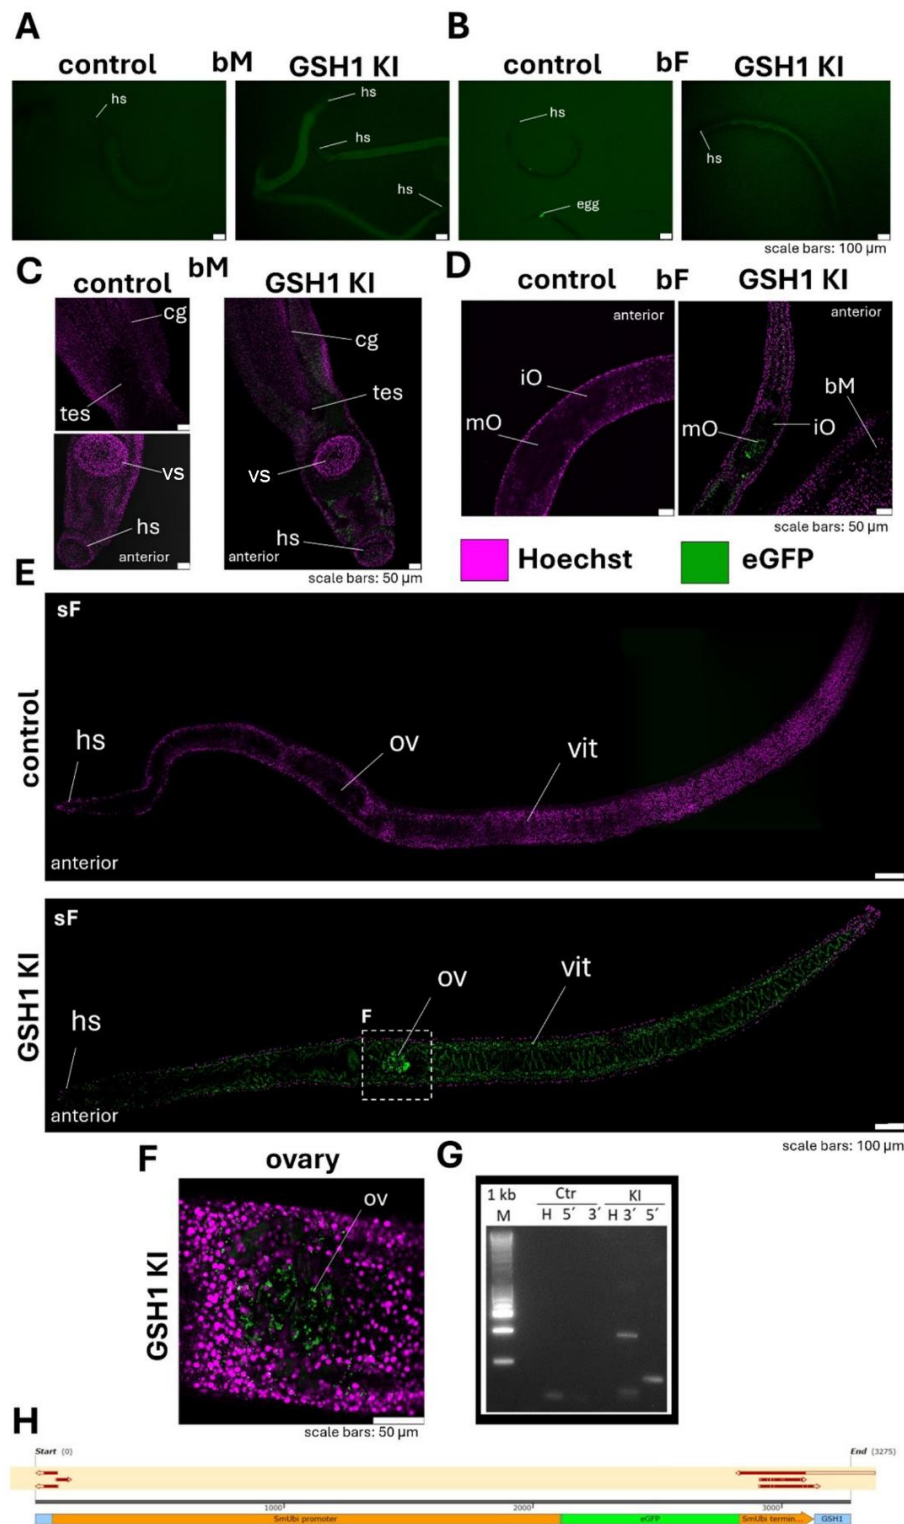 A
B
control bM GSH1 KI
control bF GSH1 KI
hs
hs
hs
hs
hs
egg
hs
scale bars: 100 µm
C
D
control bM GSH1 KI
control bF GSH1 KI
cg
tes
vs
hs
anterior
cg
tes
vs
hs
anterior
scale bars: 50 µm
anterior
iO
mO
anterior
bM
mO
iO
scale bars: 50 µm
Hoechst
eGFP
E
control
sF
hs
ov
vit
anterior
GSH1 KI
sF
hs
F
ov
vit
anterior
scale bars: 100 µm
F
ovary
GSH1 KI
ov
scale bars: 50 µm
G
1 kb Ctr KI
M H 5´ 3´ H 3´ 5´
H
Start (0)
End (3275)
1000
2000
3000
SmUbi promoter
eGFP
SmUbi termin...
GSH1